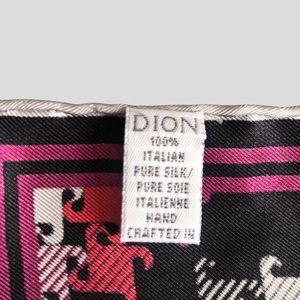 DION
100%
ITALIAN
PURE SILK/
PURE SOIE
ITALIENNE
HAND
CRAFTED IN